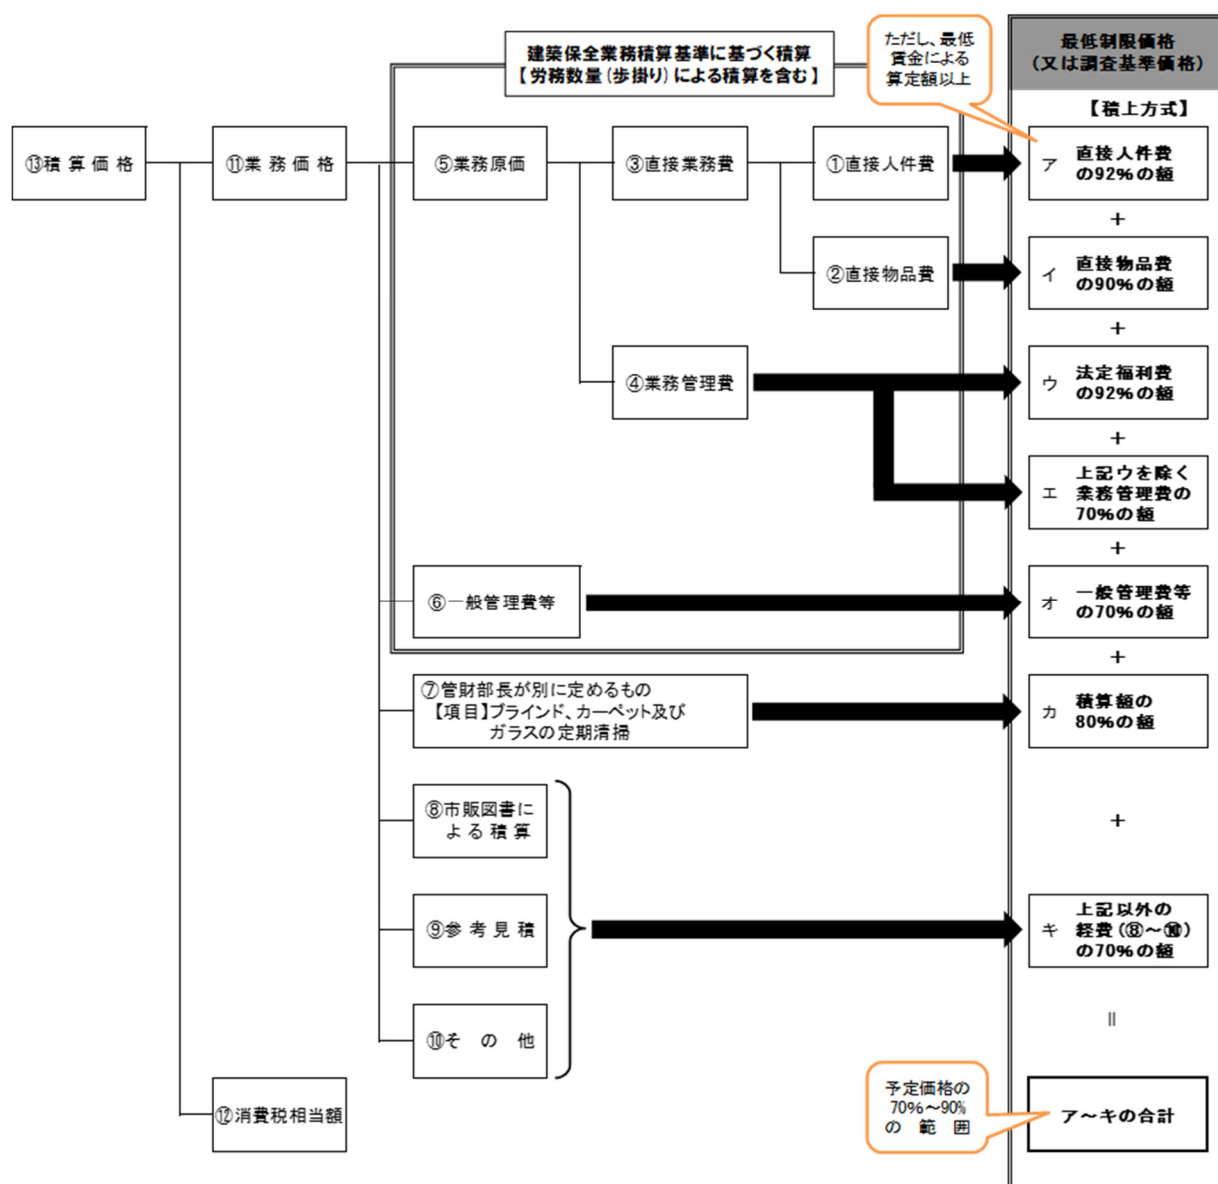 建築保全業務積算基準に基づく積算
【労務数量(歩掛り)による積算を含む】
ただし、最低
賃金による
算定額以上
最低制限価格
(又は調査基準価格)
【積上方式】
⑬積算価格
⑪業務価格
⑤業務原価
③直接業務費
①直接人件費
ア 直接人件費
の92%の額
+
②直接物品費
イ 直接物品費
の90%の額
+
④業務管理費
ウ 法定福利費
の92%の額
+
エ 上記ウを除く
業務管理費の
70%の額
+
⑥一般管理費等
オ 一般管理費等
の70%の額
+
⑦管財部長が別に定めるもの
【項目】ブラインド、カーペット及び
ガラスの定期清掃
カ 積算額の
80%の額
+
⑧市販図書に
よる積算
⑨参考見積
キ 上記以外の
経費(⑧~⑩)
の70%の額
⑩その他
=
⑫消費税相当額
予定価格の
70%~90%
の範囲
ア~キの合計